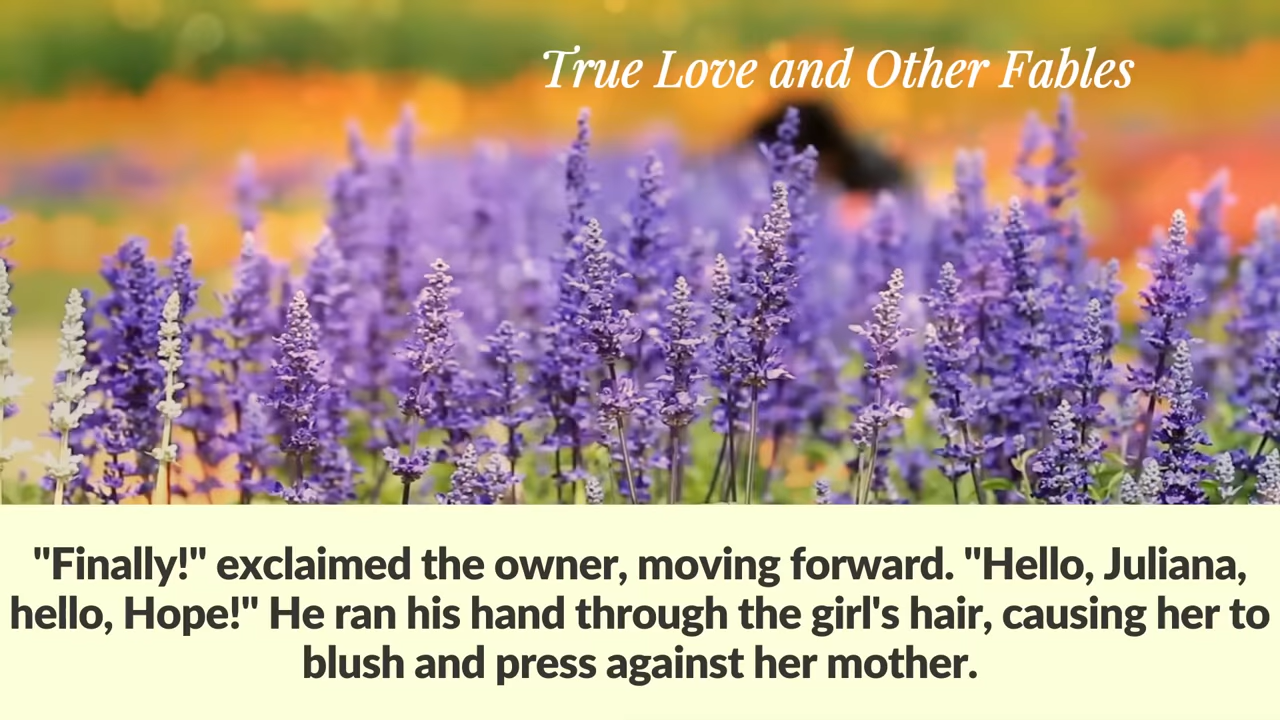 True Love and Other Fables
"Finally!" exclaimed the owner, moving forward. "Hello, Juliana,
hello, Hope!" He ran his hand through the girl's hair, causing her to
blush and press against her mother.